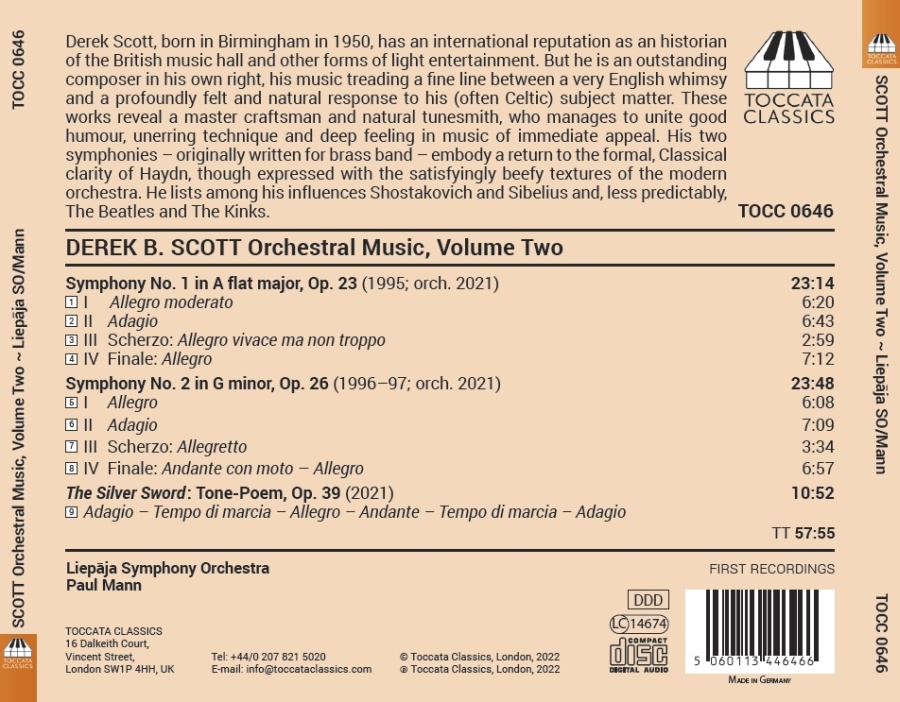 TOCC 0646
SCOTT Orchestral Music, Volume Two ~ Liepāja SO/Mann
TOCCATA
CLASSICS
Derek Scott, born in Birmingham in 1950, has an international reputation as an historian
of the British music hall and other forms of light entertainment. But he is an outstanding
composer in his own right, his music treading a fine line between a very English whimsy
and a profoundly felt and natural response to his (often Celtic) subject matter. These
works reveal a master craftsman and natural tunesmith, who manages to unite good
humour, unerring technique and deep feeling in music of immediate appeal. His two
symphonies – originally written for brass band – embody a return to the formal, Classical
clarity of Haydn, though expressed with the satisfyingly beefy textures of the modern
orchestra. He lists among his influences Shostakovich and Sibelius and, less predictably,
The Beatles and The Kinks.
TOCCATA
CLASSICS
TOCC 0646
DEREK B. SCOTT Orchestral Music, Volume Two
Symphony No. 1 in A flat major, Op. 23 (1995; orch. 2021) 23:14
1 I Allegro moderato 6:20
2 II Adagio 6:43
3 III Scherzo: Allegro vivace ma non troppo 2:59
4 IV Finale: Allegro 7:12
Symphony No. 2 in G minor, Op. 26 (1996–97; orch. 2021) 23:48
5 I Allegro 6:08
6 II Adagio 7:09
7 III Scherzo: Allegretto 3:34
8 IV Finale: Andante con moto – Allegro 6:57
The Silver Sword: Tone-Poem, Op. 39 (2021) 10:52
9 Adagio – Tempo di marcia – Allegro – Andante – Tempo di marcia – Adagio
TT 57:55
Liepāja Symphony Orchestra
Paul Mann
FIRST RECORDINGS
TOCCATA CLASSICS
16 Dalkeith Court,
Vincent Street,
London SW1P 4HH, UK
Tel: +44/0 207 821 5020
E-mail: info@toccataclassics.com
© Toccata Classics, London, 2022
℗ Toccata Classics, London, 2022
DDD
LC 14674
COMPACT
disc
DIGITAL AUDIO
5 060113 446466
MADE IN GERMANY
TOCCATA
CLASSICS
SCOTT Orchestral Music, Volume Two ~ Liepāja SO/Mann
TOCC 0646